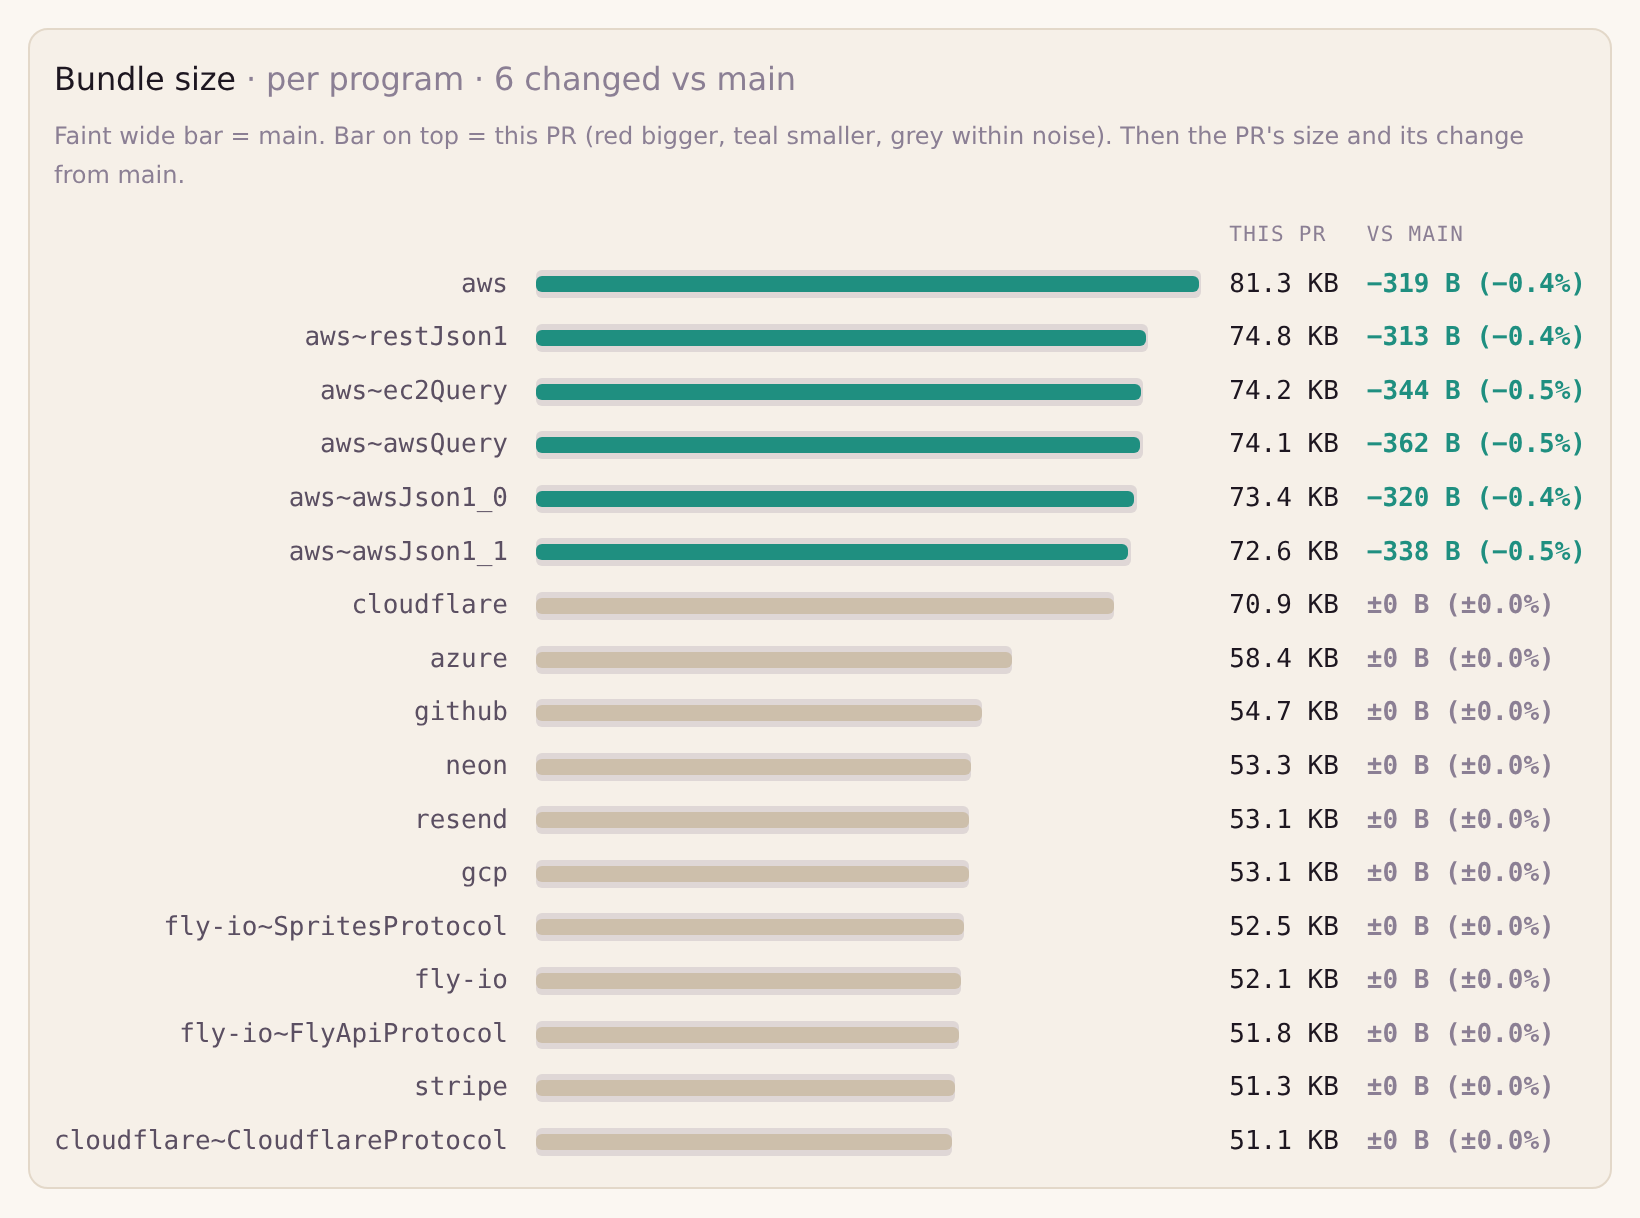 Bundle size · per program · 6 changed vs main
Faint wide bar = main. Bar on top = this PR (red bigger, teal smaller, grey within noise). Then the PR's size and its change
from main.
THIS PR VS MAIN
aws 81.3 KB −319 B (−0.4%)
aws~restJson1 74.8 KB −313 B (−0.4%)
aws~ec2Query 74.2 KB −344 B (−0.5%)
aws~awsQuery 74.1 KB −362 B (−0.5%)
aws~awsJson1_0 73.4 KB −320 B (−0.4%)
aws~awsJson1_1 72.6 KB −338 B (−0.5%)
cloudflare 70.9 KB ±0 B (±0.0%)
azure 58.4 KB ±0 B (±0.0%)
github 54.7 KB ±0 B (±0.0%)
neon 53.3 KB ±0 B (±0.0%)
resend 53.1 KB ±0 B (±0.0%)
gcp 53.1 KB ±0 B (±0.0%)
fly-io~SpritesProtocol 52.5 KB ±0 B (±0.0%)
fly-io 52.1 KB ±0 B (±0.0%)
fly-io~FlyApiProtocol 51.8 KB ±0 B (±0.0%)
stripe 51.3 KB ±0 B (±0.0%)
cloudflare~CloudflareProtocol 51.1 KB ±0 B (±0.0%)